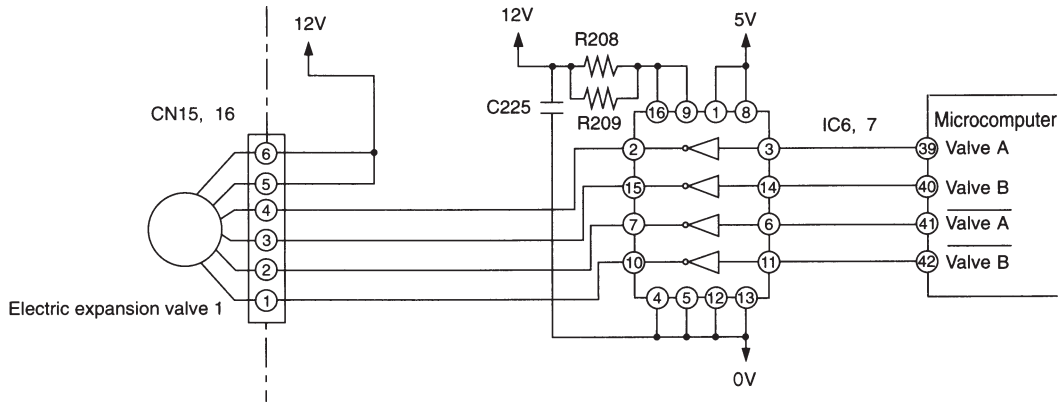 12V
12V
5V
R208
CN15, 16
C225
R209
16
9
1
8
IC6, 7
Microcomputer
6
2
3
39 Valve A
5
15
14
40 Valve B
4
3
7
6
41 Valve A
2
10
11
42 Valve B
1
4
5
12
13
Electric expansion valve 1
0V